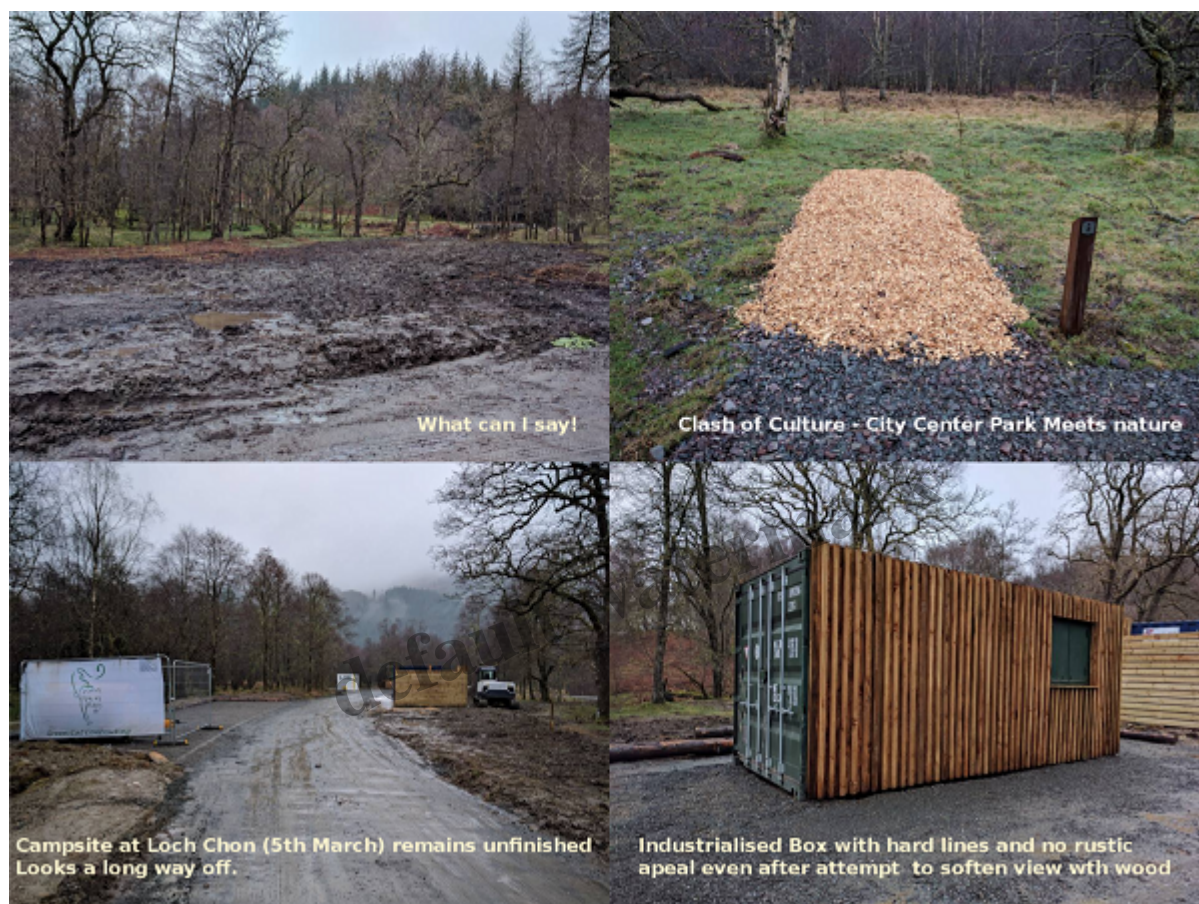 What can I say!
Clash of Culture - City Center Park Meets nature
Campsite at Loch Chon (5th March) remains unfinished
Looks a long way off.
Industrialised Box with hard lines and no rustic
apeal even after attempt  to soften view wth wood